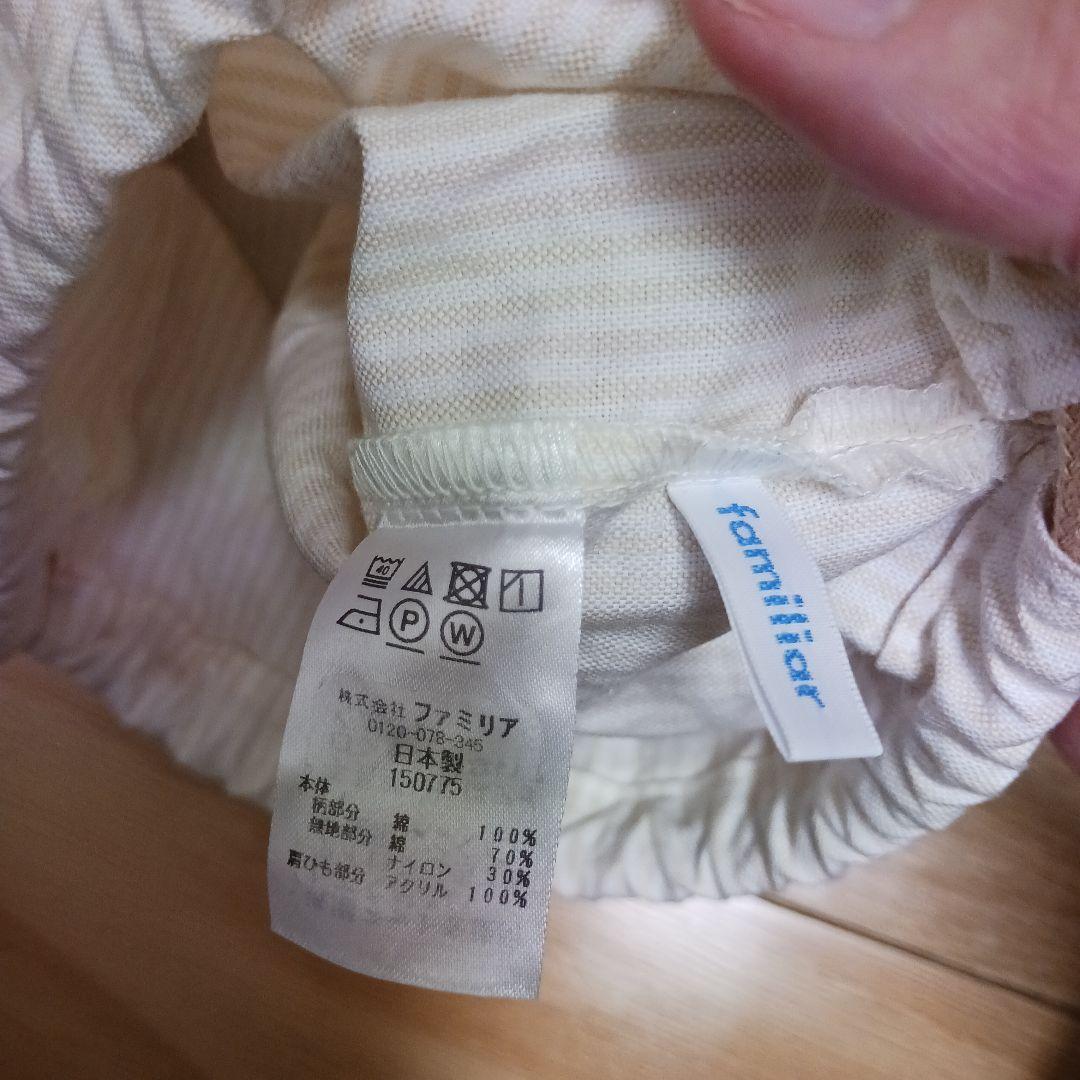 40
P
W
株式会社 ファミリア
0120-078-345
日本製
150775
本体
柄部分 綿 100%
無地部分 綿 70%
ナイロン 30%
肩ひも部分 アクリル 100%
familiar